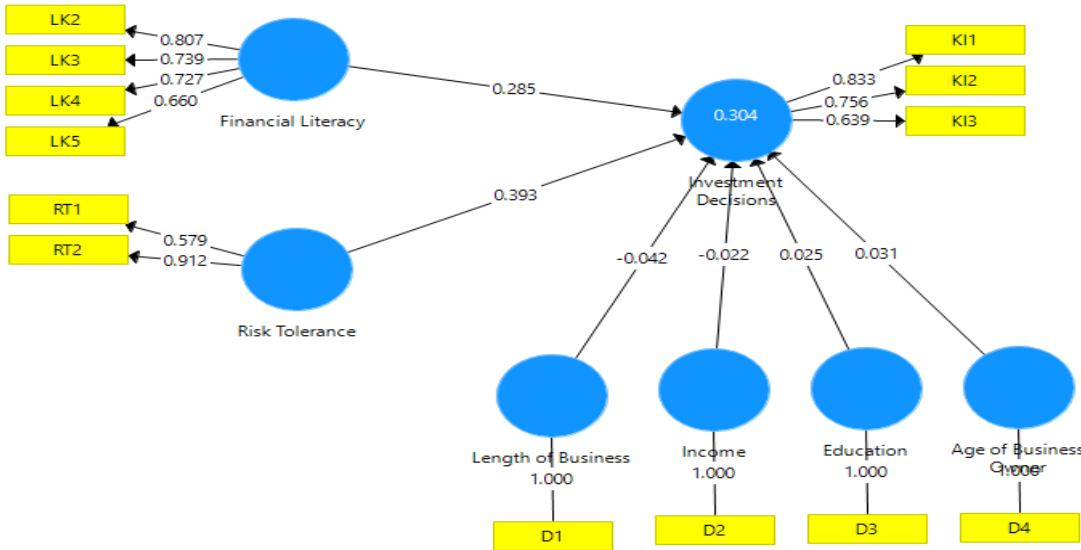 LK2
0.807
LK3
0.739
LK4
0.727
LK5
0.660
Financial Literacy
0.285
0.304
Investment
Decisions
KI1
0.833
KI2
0.756
KI3
0.639
RT1
0.579
RT2
0.912
Risk Tolerance
0.393
-0.042
-0.022
0.025
0.031
Length of Business
1.000
D1
Income
1.000
D2
Education
1.000
D3
Age of Business
Owner
1.000
D4